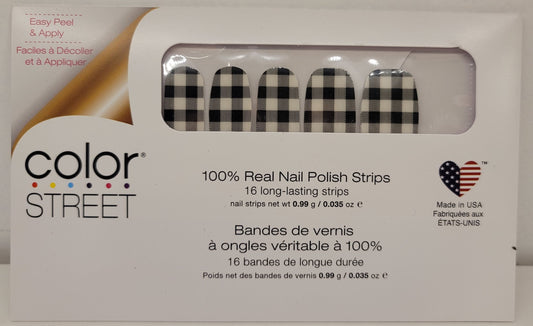 Easy Peel
& Apply
Faciles à Décoller
et à Appliquer
color®
STREET
100% Real Nail Polish Strips
16 long-lasting strips
nail strips net wt 0.99 g / 0.035 oz ℮
Bandes de vernis
à ongles véritable à 100%
16 bandes de longue durée
Poids net des bandes de vernis 0.99 g / 0.035 oz ℮
™
Made in USA
Fabriquées aux
ÉTATS-UNIS